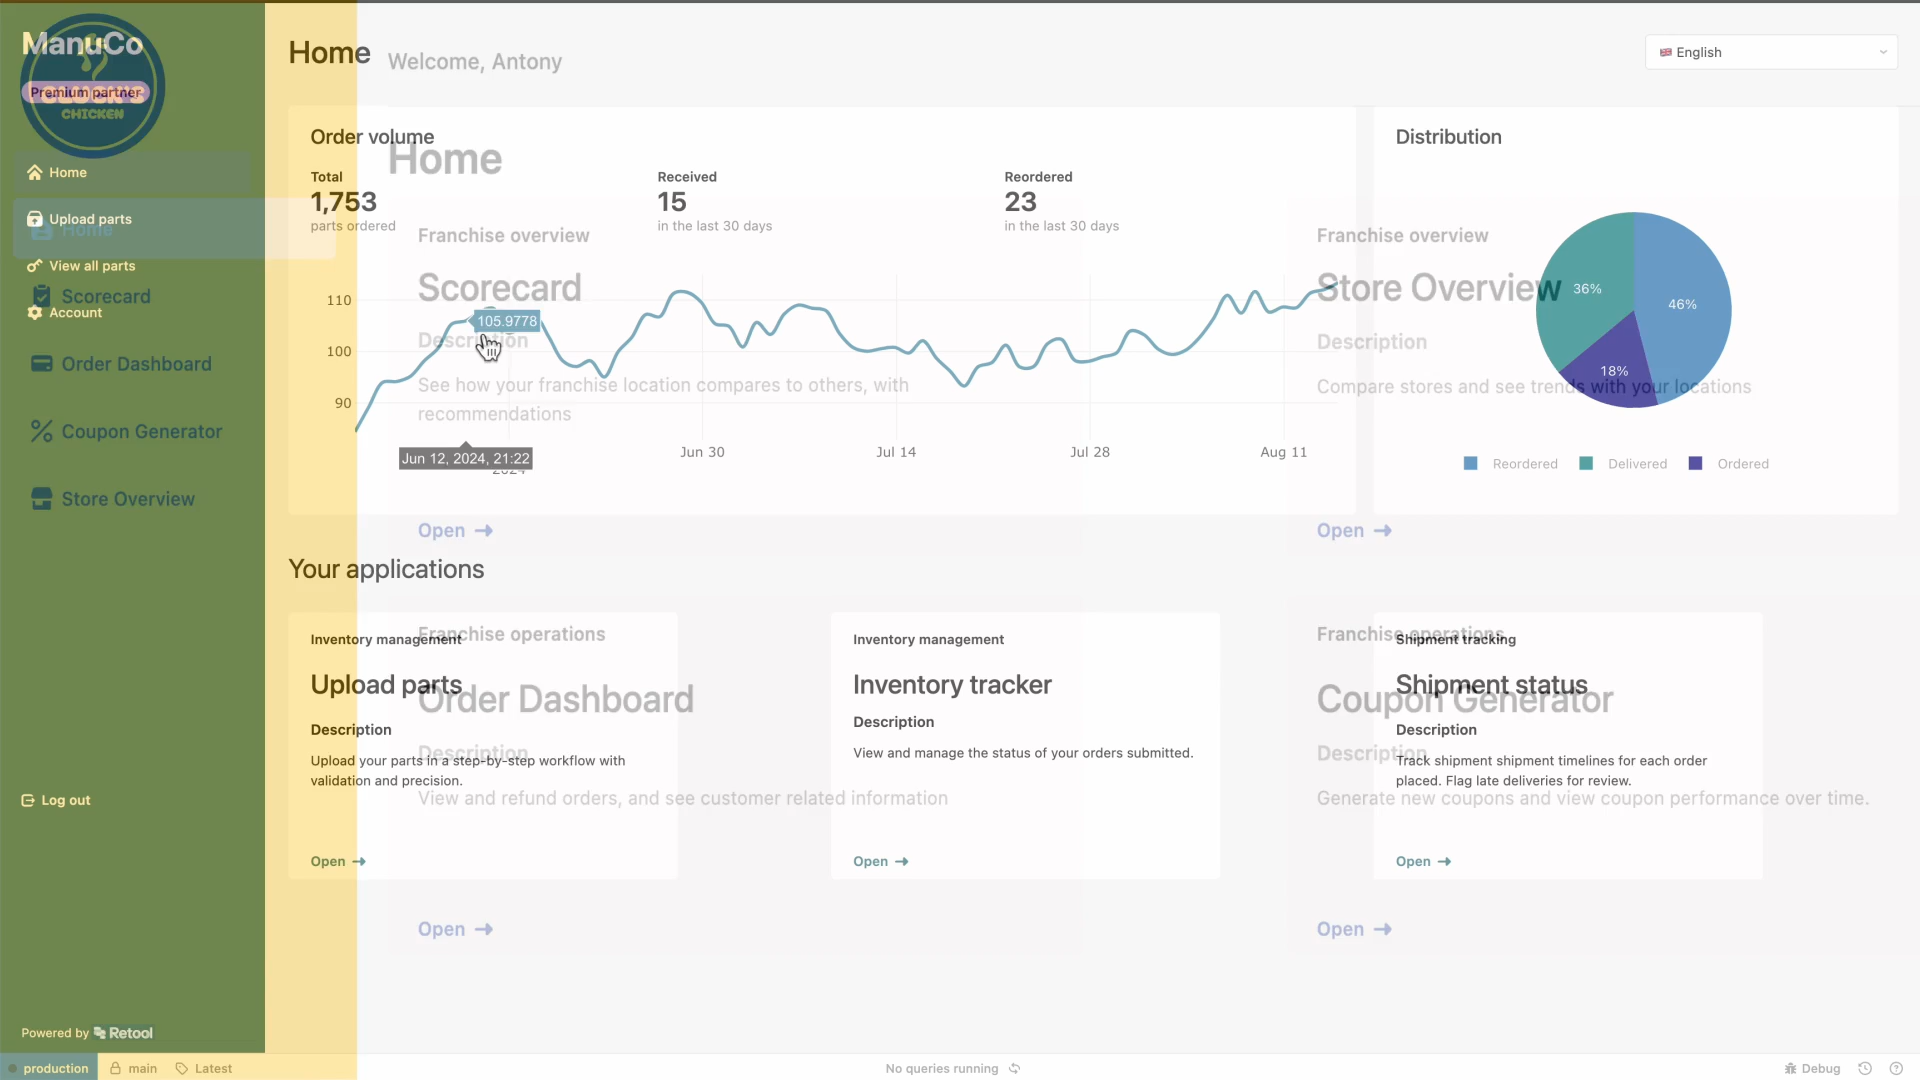 ManuCo
Premium partner
CLUCK'S
CHICKEN
Home
Upload parts
Home
View all parts
Scorecard
Account
Order Dashboard
Coupon Generator
Store Overview
Log out
Powered by Retool
production
main
Latest
Home
Welcome, Antony
English
Order volume
Home
Total
1,753
parts ordered
Received
15
in the last 30 days
Reordered
23
in the last 30 days
Franchise overview
Scorecard
Description
See how your franchise location compares to others, with
recommendations
Open
110
100
90
105.9778
Jun 12, 2024, 21:22
2024
Jun 30
Jul 14
Jul 28
Aug 11
Distribution
Franchise overview
Store Overview
Description
Compare stores and see trends with your locations
Open
36%
46%
18%
Reordered
Delivered
Ordered
Your applications
Inventory management
Upload parts
Description
Upload your parts in a step-by-step workflow with
validation and precision.
Open
Franchise operations
Order Dashboard
Description
View and refund orders, and see customer related information
Open
Inventory management
Inventory tracker
Description
View and manage the status of your orders submitted.
Open
Shipment tracking
Shipment status
Description
Track shipment shipment timelines for each order
placed. Flag late deliveries for review.
Open
Franchise operations
Coupon Generator
Description
Generate new coupons and view coupon performance over time.
Open
No queries running
Debug